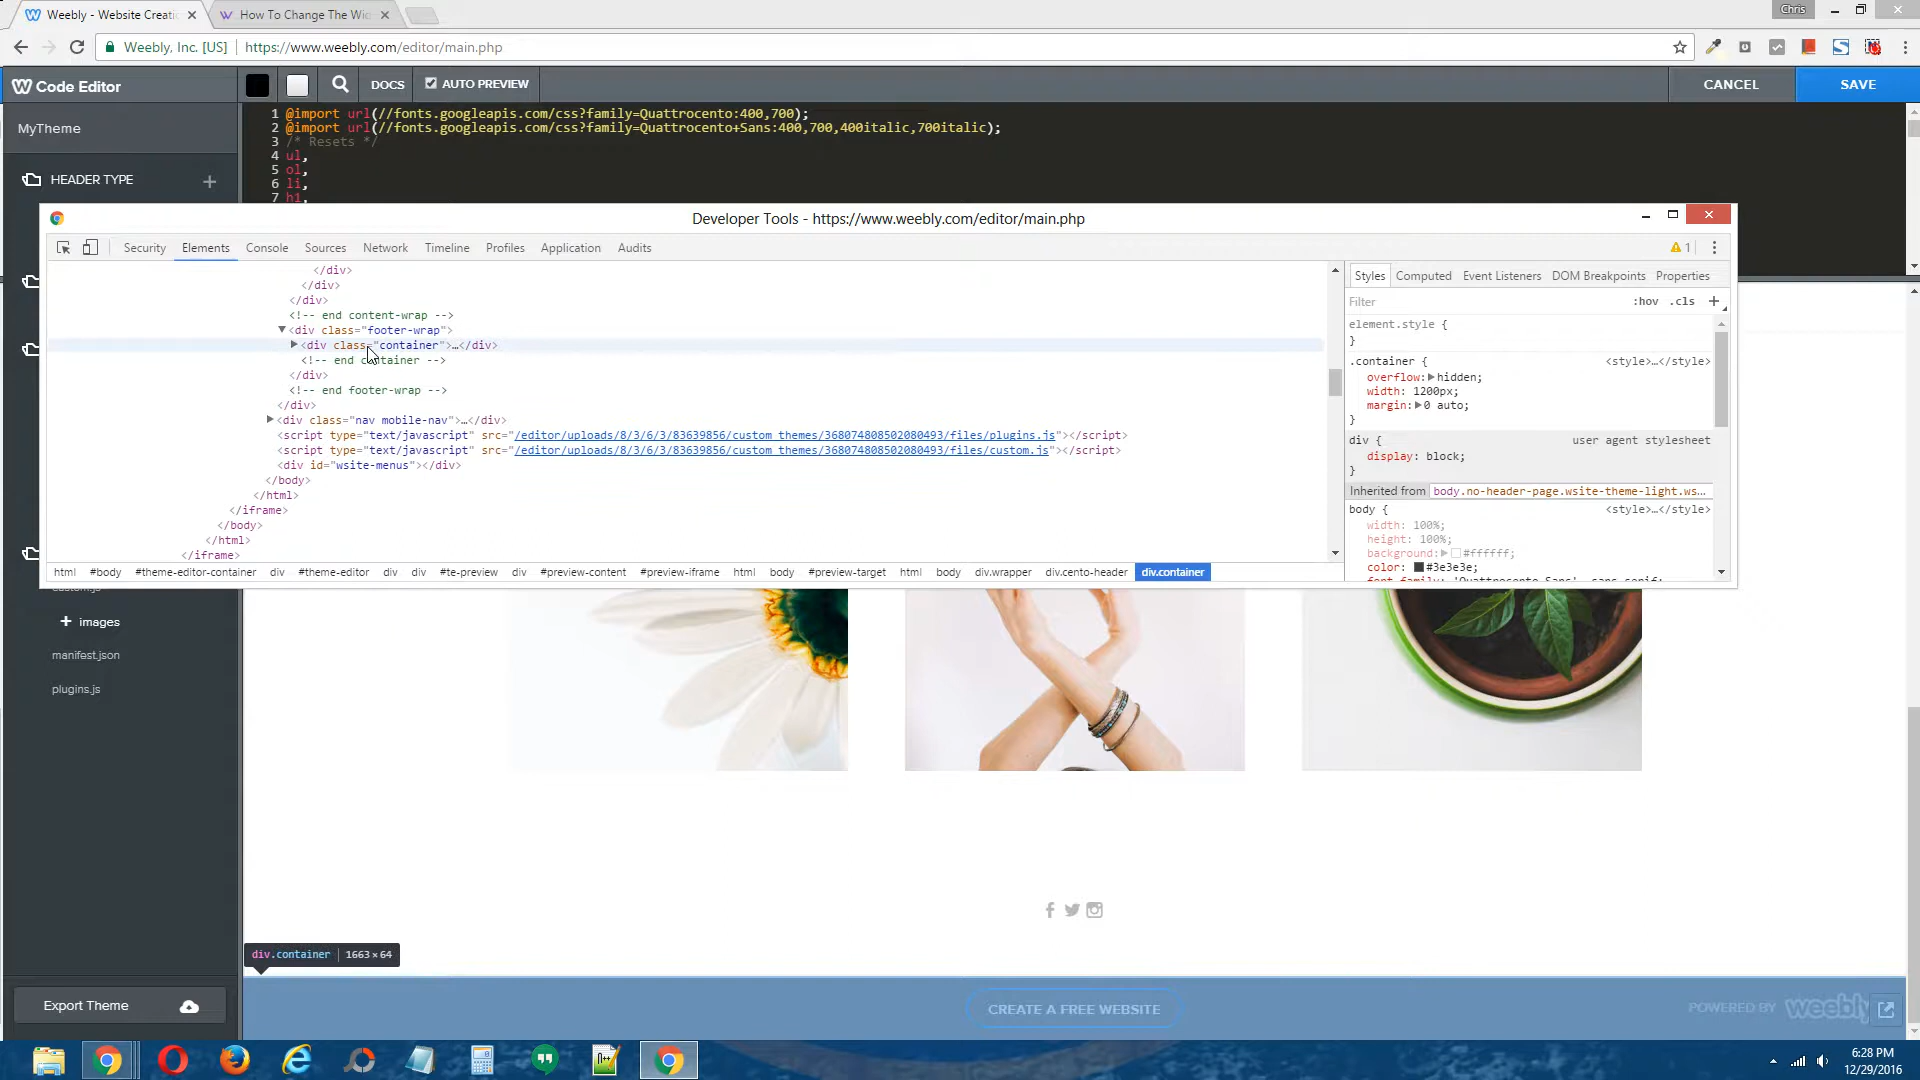 Weebly - Website Creati
How To Change The Wi
Chris
Weebly, Inc. [US]
https://www.weebly.com/editor/main.php
Code Editor
DOCS
AUTO PREVIEW
CANCEL
SAVE
MyTheme
HEADER TYPE
1 @import url(//fonts.googleapis.com/css?family=Quattrocento:400,700);
2 @import url(//fonts.googleapis.com/css?family=Quattrocento+Sans:400,700,400italic,700italic);
3 /* Resets */
4 ul,
5 ol,
6 li,
7 h1,
Developer Tools - https://www.weebly.com/editor/main.php
Security Elements Console Sources Network Timeline Profiles Application Audits
1
</div>
</div>
</div>
<!-- end content-wrap -->
<div class="footer-wrap">
<div class="container">…</div>
<!-- end container -->
</div>
<!-- end footer-wrap -->
</div>
<div class="nav mobile-nav">…</div>
<script type="text/javascript" src="/editor/uploads/8/3/6/3/83639856/custom_themes/368074808502080493/files/plugins.js"></script>
<script type="text/javascript" src="/editor/uploads/8/3/6/3/83639856/custom_themes/368074808502080493/files/custom.js"></script>
<div id="wsite-menus"></div>
</body>
</html>
</iframe>
</body>
</html>
</iframe>
html #body #theme-editor-container div #theme-editor div div #te-preview div #preview-content #preview-iframe html body #preview-target html body div.wrapper div.cento-header div.container
Styles Computed Event Listeners DOM Breakpoints Properties
Filter
:hov .cls +
element.style {
}
.container { <style>…</style>
overflow: hidden;
width: 1200px;
margin: 0 auto;
}
div { user agent stylesheet
display: block;
}
Inherited from body.no-header-page.wsite-theme-light.ws…
body { <style>…</style>
width: 100%;
height: 100%;
background: #ffffff;
color: #3e3e3e;
font-family: 'Quattrocento Sans', sans-serif;
custom.js
+ images
manifest.json
plugins.js
div.container 1663 × 64
Export Theme
CREATE A FREE WEBSITE
POWERED BY weebly
6:28 PM
12/29/2016